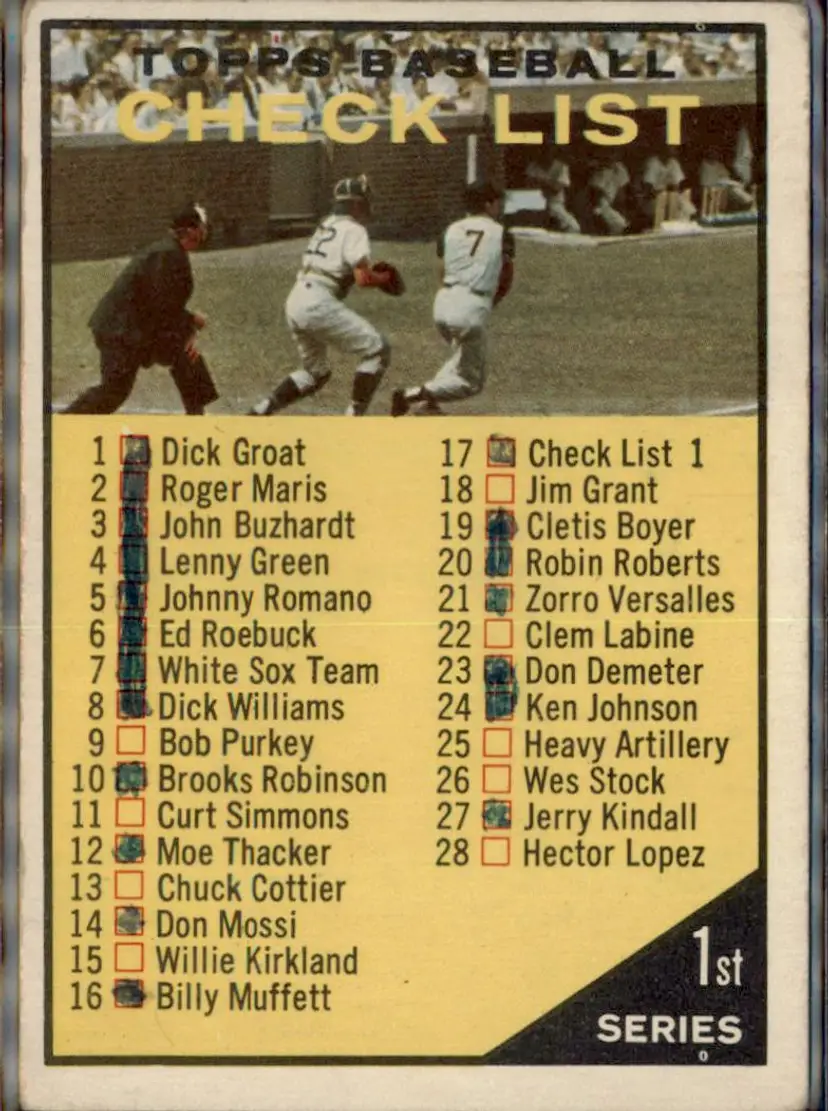 TOPPS BASEBALL
CHECK LIST
22
7
1 Dick Groat
2 Roger Maris
3 John Buzhardt
4 Lenny Green
5 Johnny Romano
6 Ed Roebuck
7 White Sox Team
8 Dick Williams
9 Bob Purkey
10 Brooks Robinson
11 Curt Simmons
12 Moe Thacker
13 Chuck Cottier
14 Don Mossi
15 Willie Kirkland
16 Billy Muffett
17 Check List 1
18 Jim Grant
19 Cletis Boyer
20 Robin Roberts
21 Zorro Versalles
22 Clem Labine
23 Don Demeter
24 Ken Johnson
25 Heavy Artillery
26 Wes Stock
27 Jerry Kindall
28 Hector Lopez
1st
SERIES